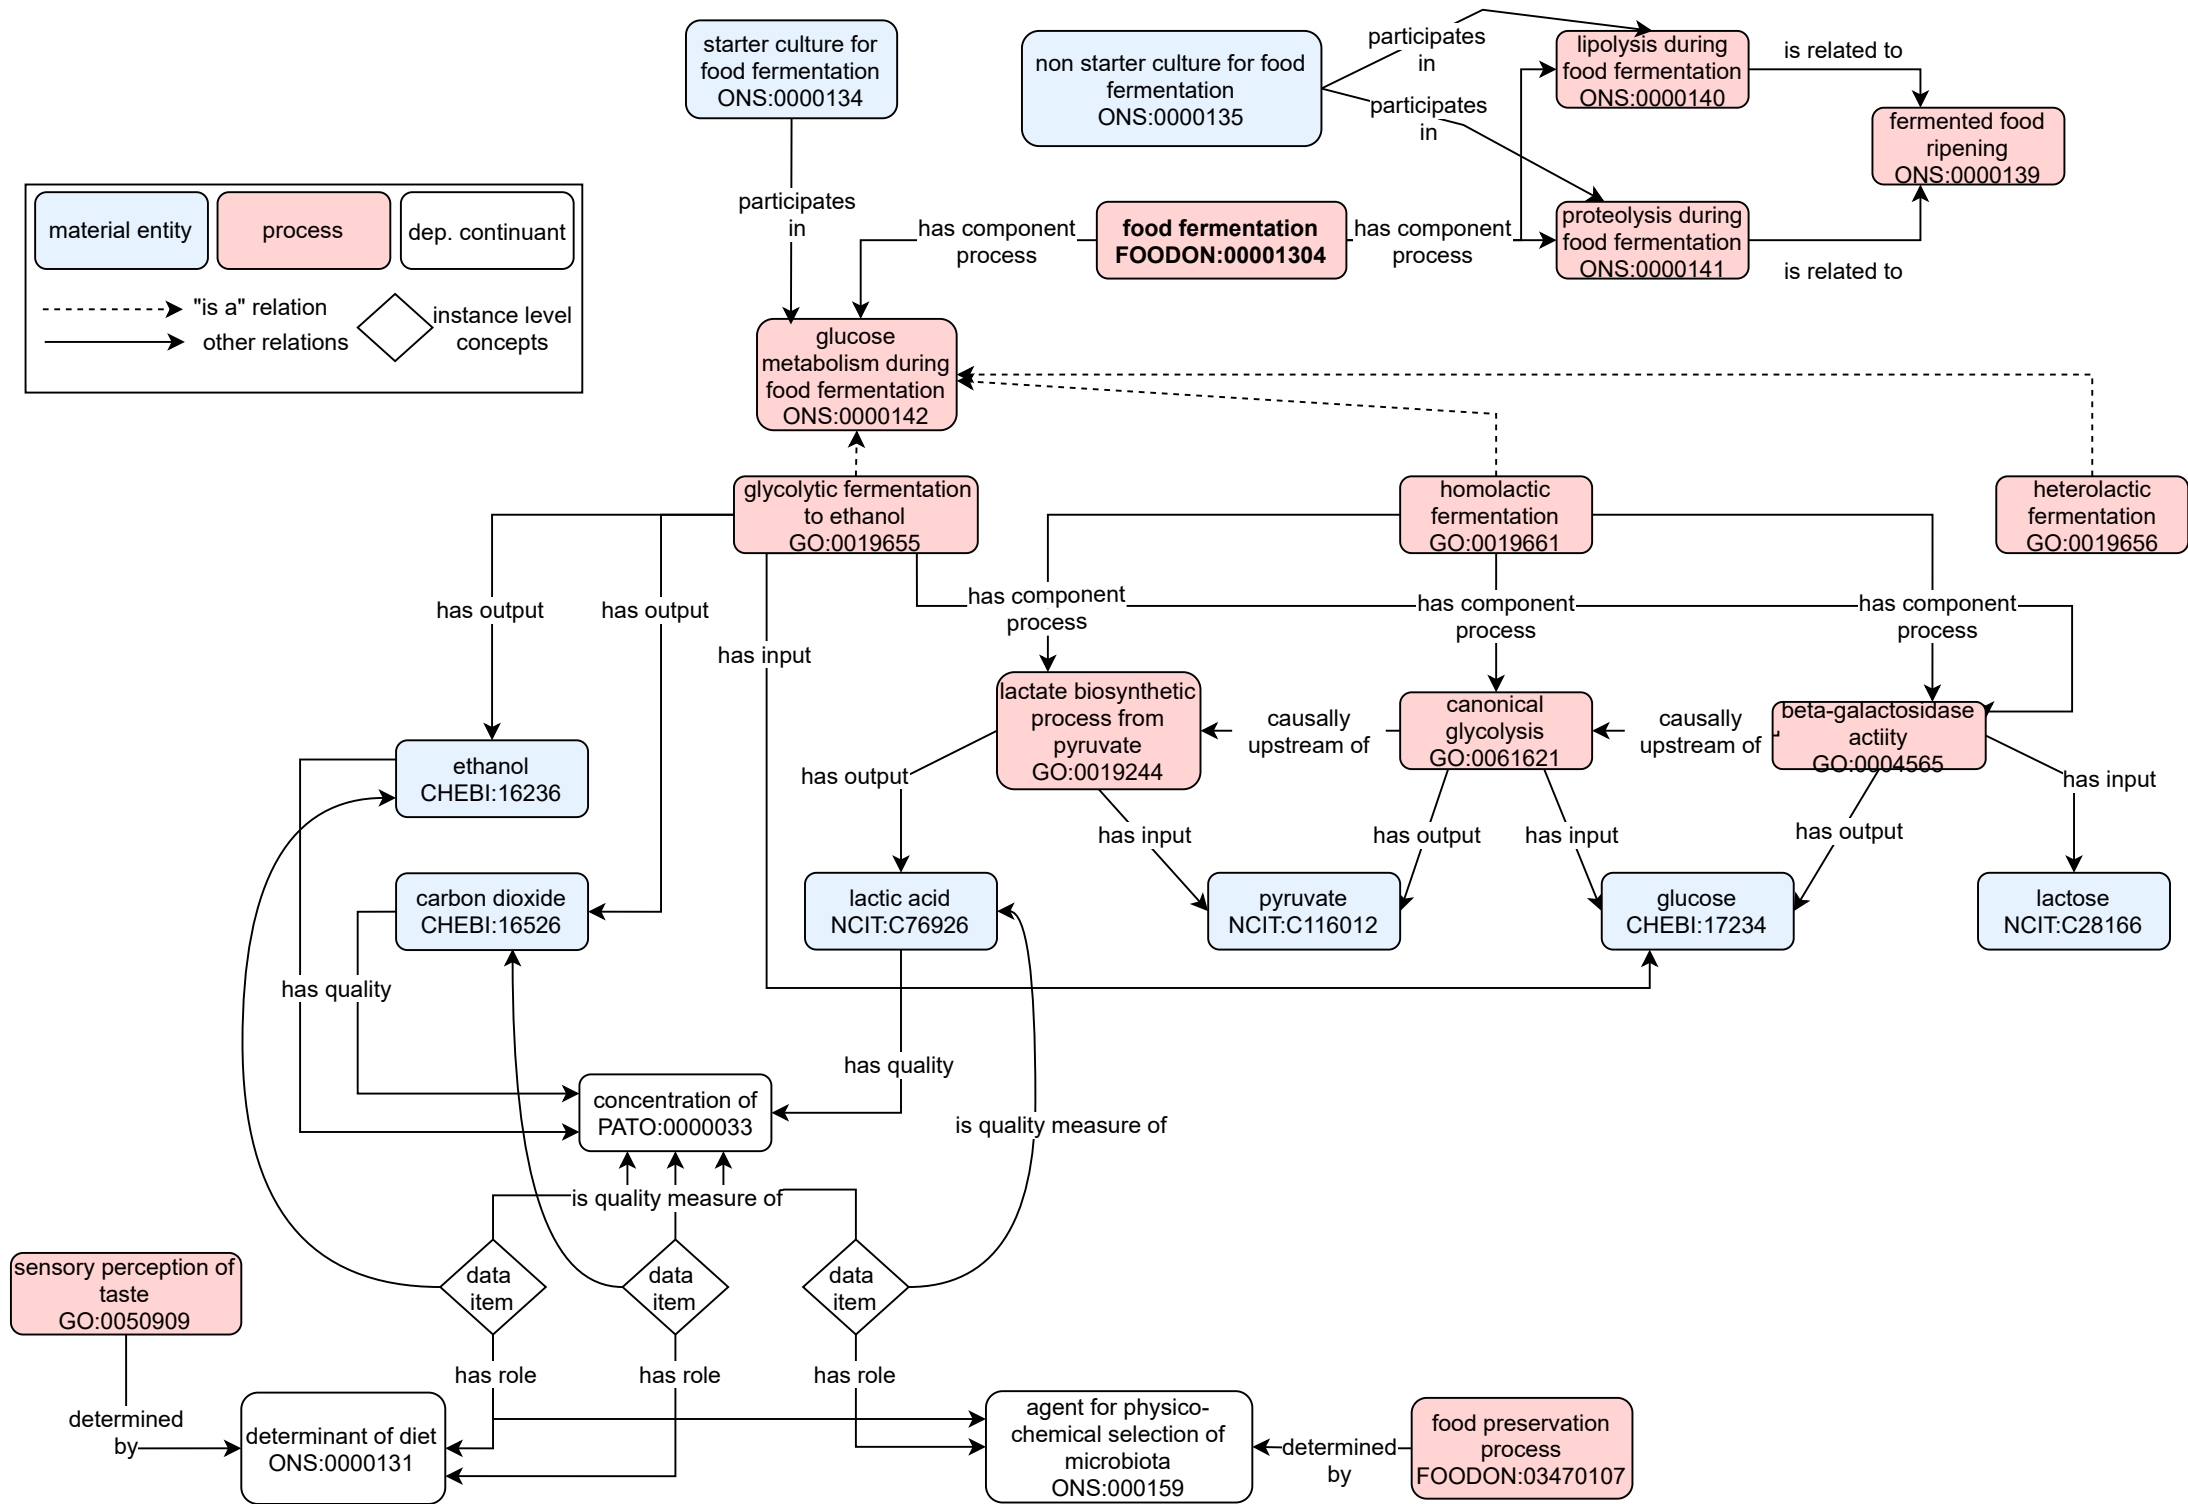 starter culture for
food fermentation
ONS:0000134
non starter culture for food
fermentation
ONS:0000135
participates
in
participates
in
lipolysis during
food fermentation
ONS:0000140
is related to
fermented food
ripening
ONS:0000139
material entity
process
dep. continuant
"is a" relation
other relations
instance level
concepts
participates
in
has component
process
food fermentation
FOODON:00001304
has component
process
proteolysis during
food fermentation
ONS:0000141
is related to
glucose
metabolism during
food fermentation
ONS:0000142
glycolytic fermentation
to ethanol
GO:0019655
homolactic
fermentation
GO:0019661
heterolactic
fermentation
GO:0019656
has output
has output
has input
has component
process
has component
process
has component
process
lactate biosynthetic
process from
pyruvate
GO:0019244
causally
upstream of
canonical
glycolysis
GO:0061621
causally
upstream of
beta-galactosidase
actiity
GO:0004565
ethanol
CHEBI:16236
has output
has input
has output
has input
has output
has input
carbon dioxide
CHEBI:16526
lactic acid
NCIT:C76926
pyruvate
NCIT:C116012
glucose
CHEBI:17234
lactose
NCIT:C28166
has quality
has quality
concentration of
PATO:0000033
is quality measure of
is quality measure of
sensory perception of
taste
GO:0050909
data
item
data
item
data
item
has role
has role
has role
determined
by
determinant of diet
ONS:0000131
agent for physico-
chemical selection of
microbiota
ONS:000159
determined
by
food preservation
process
FOODON:03470107